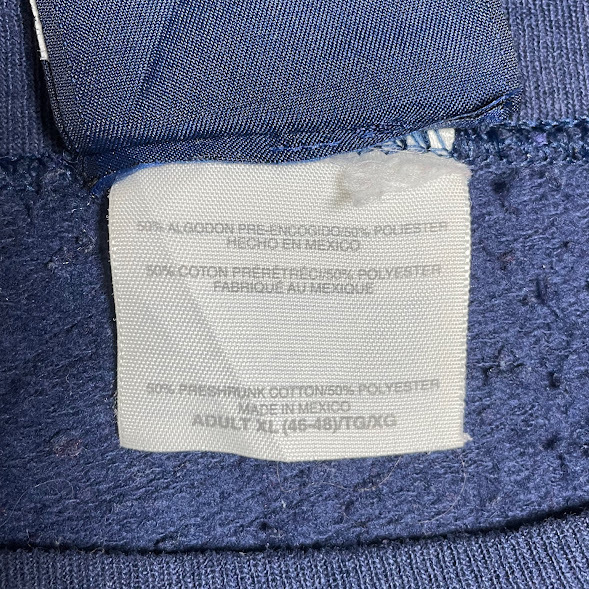 50% ALGODON PRE-ENCOGIDO/50% POLIESTER
HECHO EN MEXICO
50% COTON PRÉRÉTRÉCI/50% POLYESTER
FABRIQUÉ AU MEXIQUE
50% PRESHRUNK COTTON/50% POLYESTER
MADE IN MEXICO
ADULT XL (46-48)/TG/XG